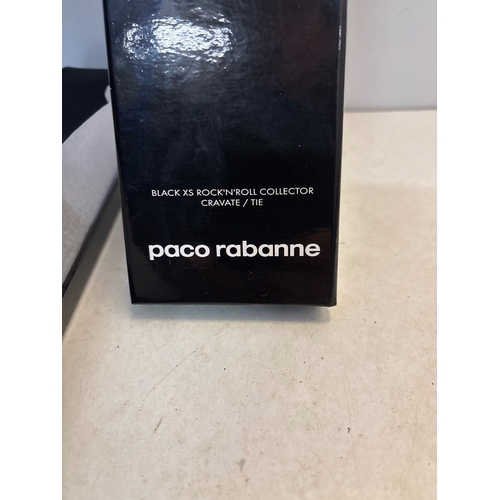 BLACK XS ROCK'N'ROLL COLLECTOR
CRAVATE / TIE
paco rabanne